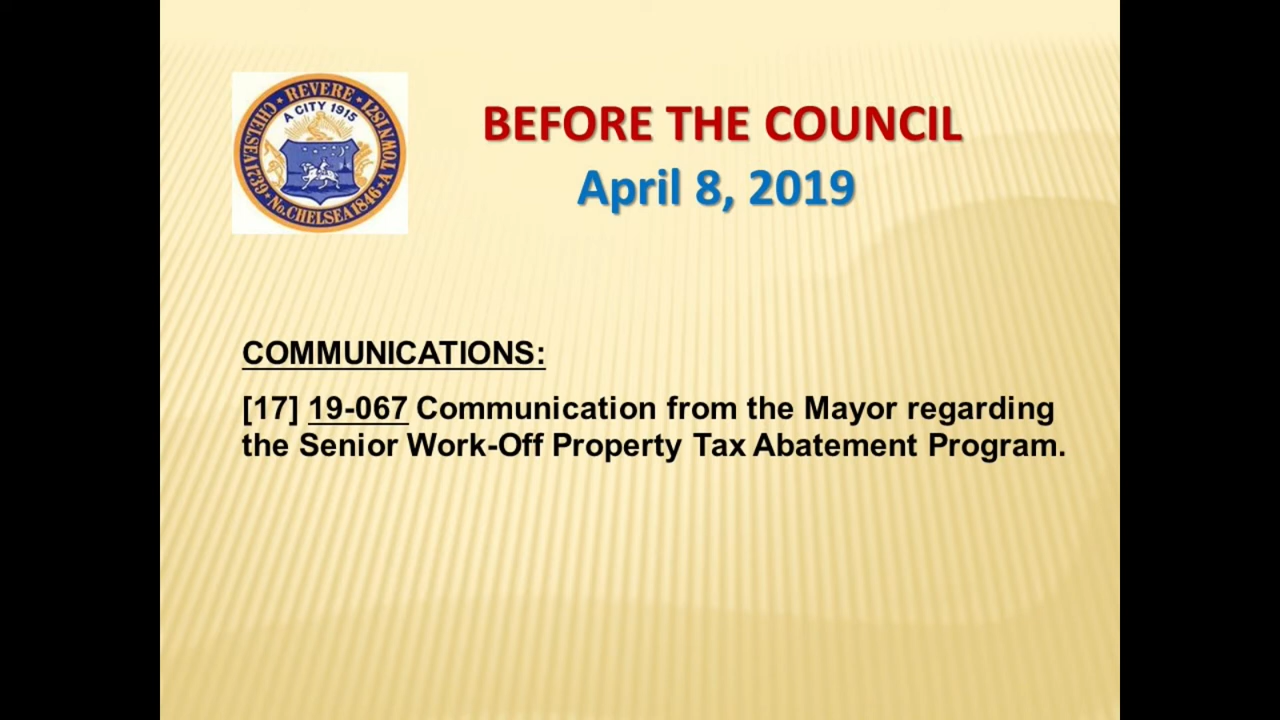 REVERE
A CITY 1915
CHELSEA 1739
No. CHELSEA 1846
A TOWN 1871
BEFORE THE COUNCIL
April 8, 2019
COMMUNICATIONS:
[17] 19-067 Communication from the Mayor regarding
the Senior Work-Off Property Tax Abatement Program.